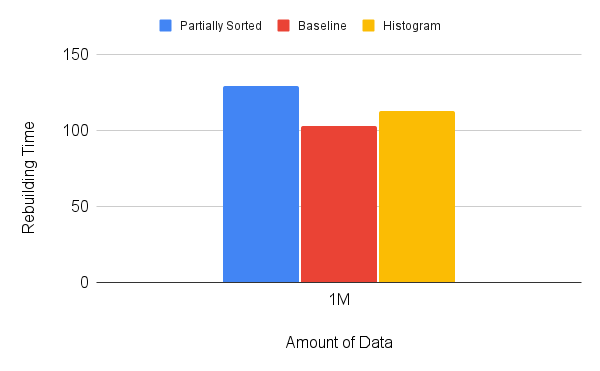 Partially Sorted Baseline Histogram
150
100
50
0
Rebuilding Time
1M
Amount of Data